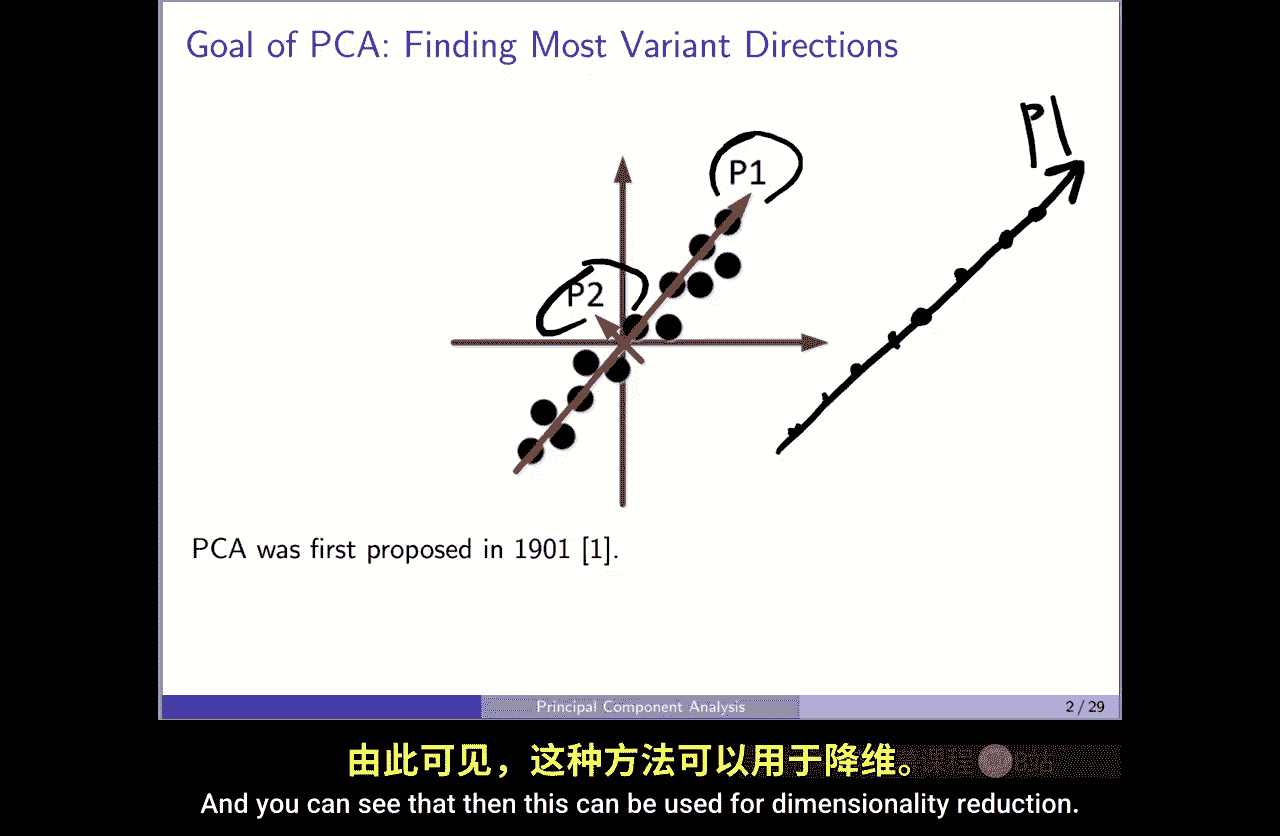 Goal of PCA: Finding Most Variant Directions
P1
P1
P2
PCA was first proposed in 1901 [1].
Principal Component Analysis
2 / 29
由此可见，这种方法可以用于降维。
And you can see that then this can be used for dimensionality reduction.